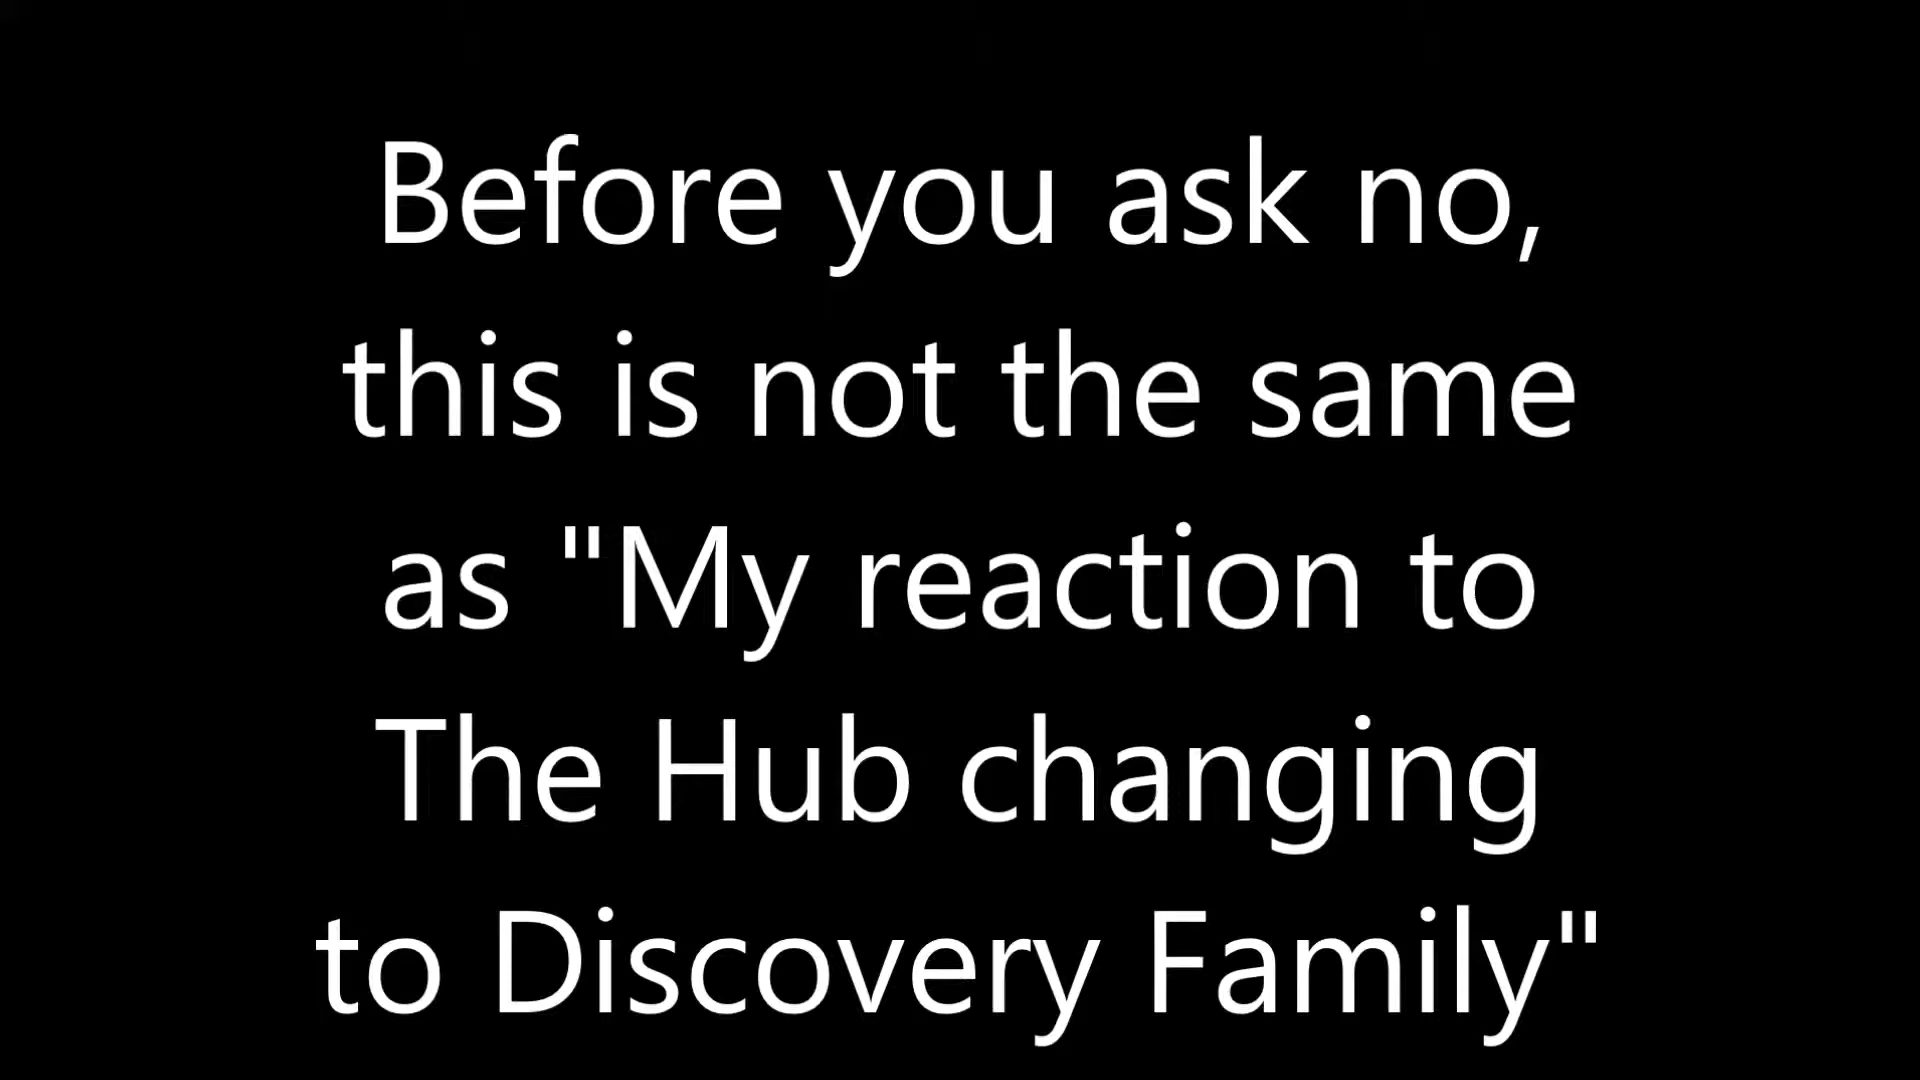 Before you ask no,
this is not the same
as "My reaction to
The Hub changing
to Discovery Family"